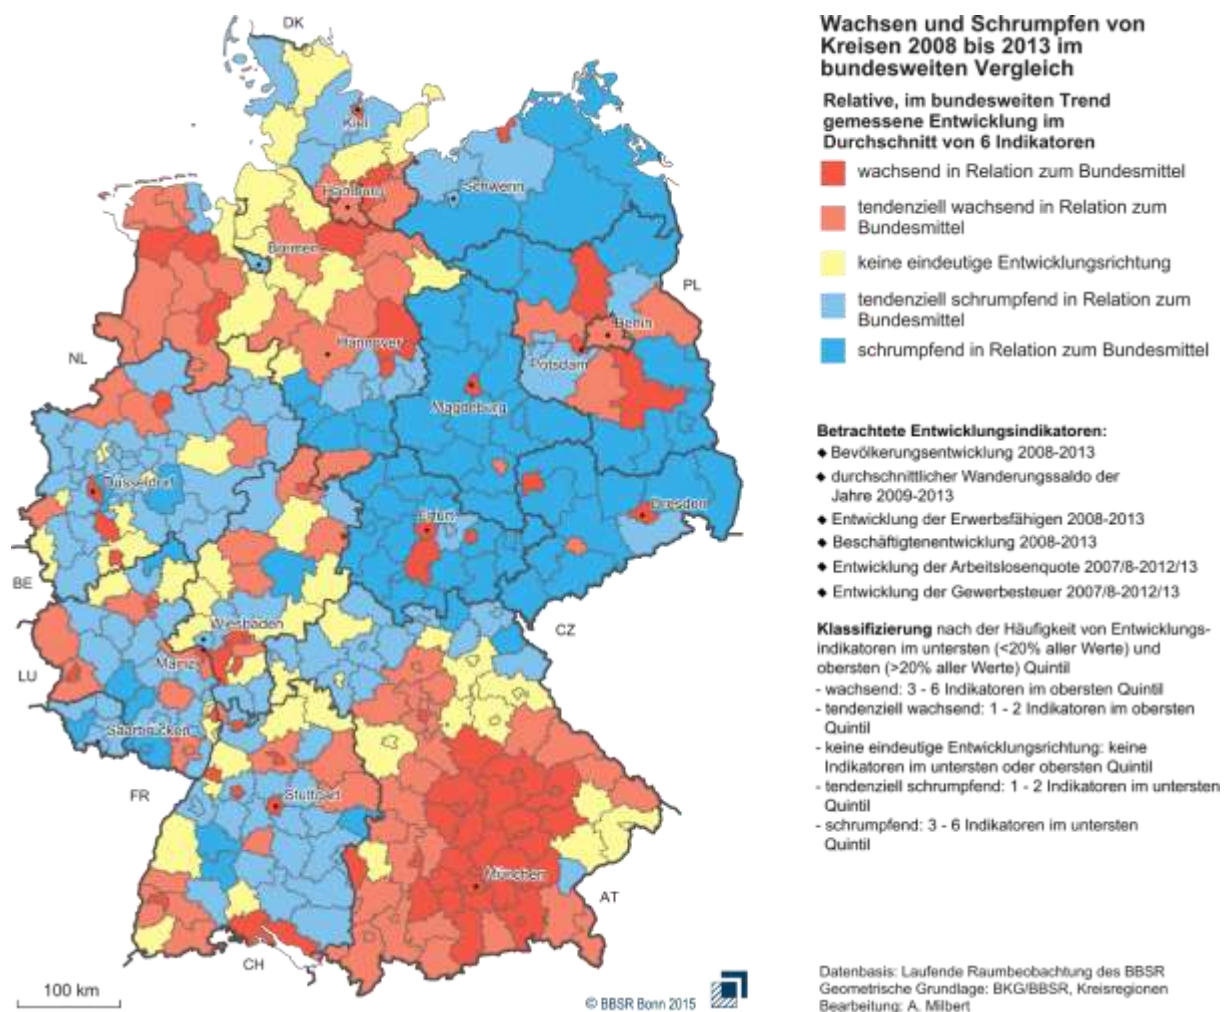 Wachsen und Schrumpfen von
Kreisen 2008 bis 2013 im
bundesweiten Vergleich
Relative, im bundesweiten Trend
gemessene Entwicklung im
Durchschnitt von 6 Indikatoren
wachsend in Relation zum Bundesmittel
tendenziell wachsend in Relation zum
Bundesmittel
keine eindeutige Entwicklungsrichtung
tendenziell schrumpfend in Relation zum
Bundesmittel
schrumpfend in Relation zum Bundesmittel
Betrachtete Entwicklungsindikatoren:
◆ Bevölkerungsentwicklung 2008-2013
◆ durchschnittlicher Wanderungssaldo der
Jahre 2009-2013
◆ Entwicklung der Erwerbsfähigen 2008-2013
◆ Beschäftigtenentwicklung 2008-2013
◆ Entwicklung der Arbeitslosenquote 2007/8-2012/13
◆ Entwicklung der Gewerbesteuer 2007/8-2012/13
Klassifizierung nach der Häufigkeit von Entwicklungs-
indikatoren im untersten (<20% aller Werte) und
obersten (>20% aller Werte) Quintil
- wachsend: 3 - 6 Indikatoren im obersten Quintil
- tendenziell wachsend: 1 - 2 Indikatoren im obersten
Quintil
- keine eindeutige Entwicklungsrichtung: keine
Indikatoren im untersten oder obersten Quintil
- tendenziell schrumpfend: 1 - 2 Indikatoren im untersten
Quintil
- schrumpfend: 3 - 6 Indikatoren im untersten
Quintil
Datenbasis: Laufende Raumbeobachtung des BBSR
Geometrische Grundlage: BKG/BBSR, Kreisregionen
Bearbeitung: A. Milbert
DK
Kiel
Schwerin
Hamburg
Bremen
PL
Berlin
Hannover
Potsdam
NL
Magdeburg
Düsseldorf
Dresden
Erfurt
BE
Wiesbaden
CZ
Mainz
LU
Saarbrücken
FR
Stuttgart
München
AT
CH
100 km
© BBSR Bonn 2015